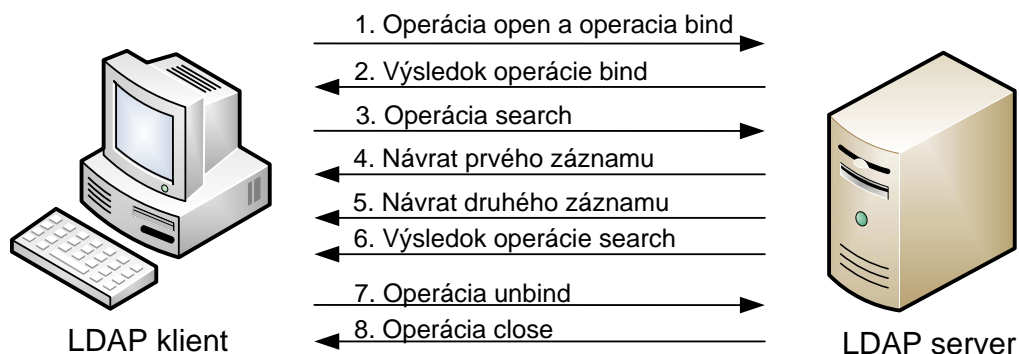 1. Operácia open a operacia bind
2. Výsledok operácie bind
3. Operácia search
4. Návrat prvého záznamu
5. Návrat druhého záznamu
6. Výsledok operácie search
7. Operácia unbind
8. Operácia close
LDAP klient
LDAP server